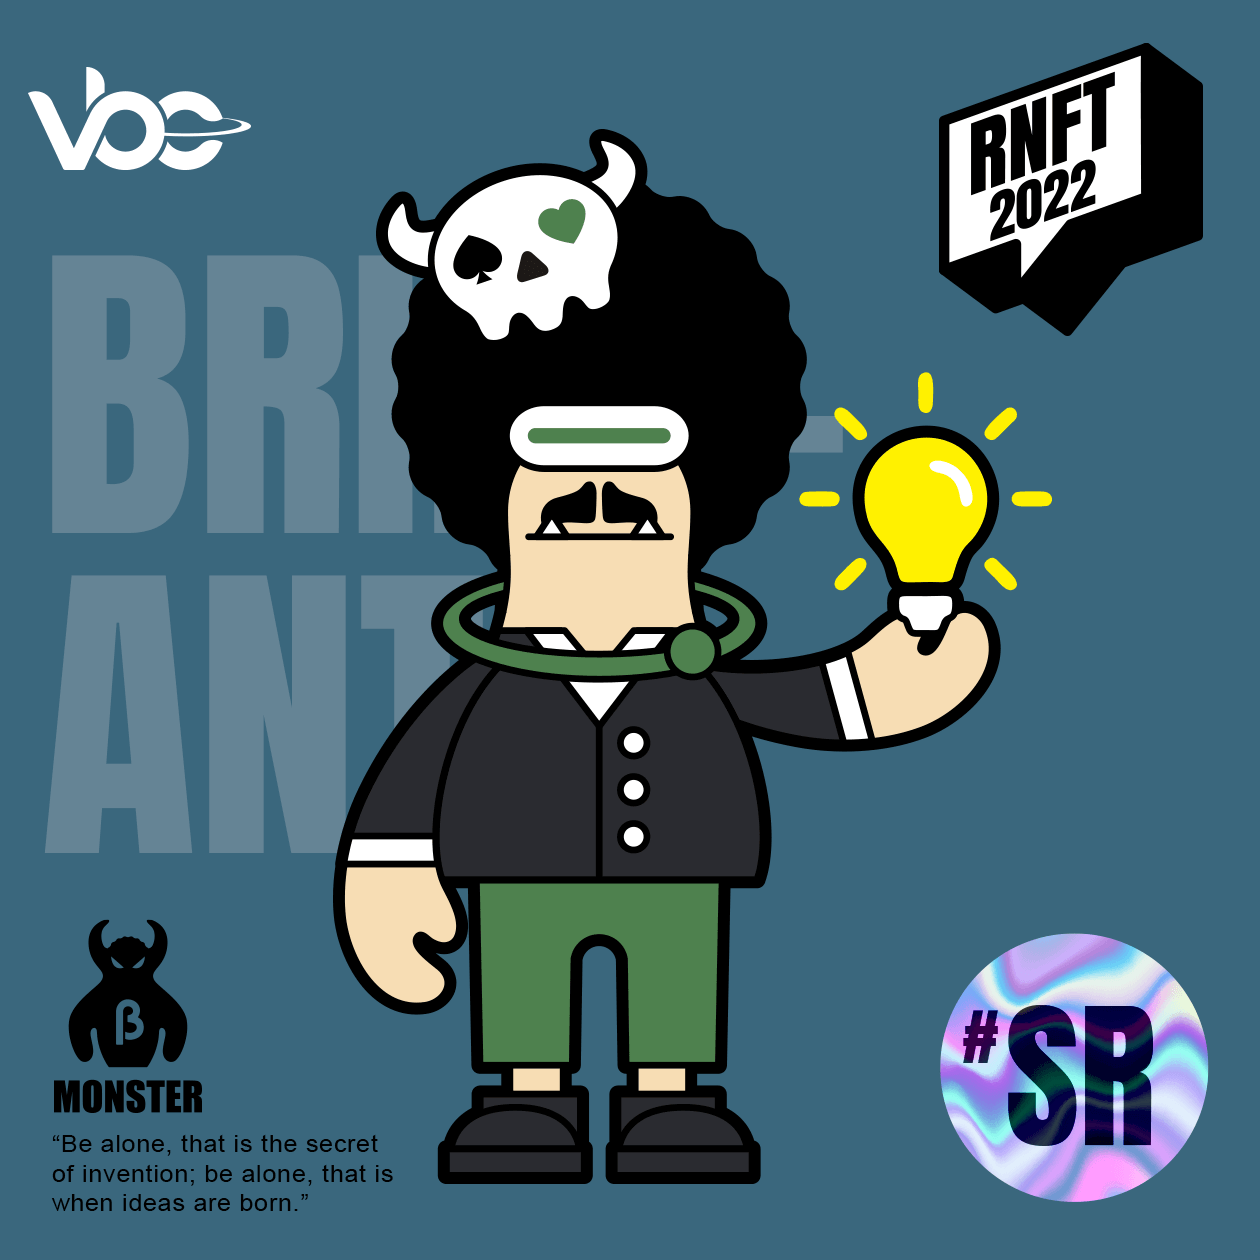 voe
RNFT
2022
BRI
-
ANT
β
MONSTER
“Be alone, that is the secret
of invention; be alone, that is
when ideas are born.”
#SR